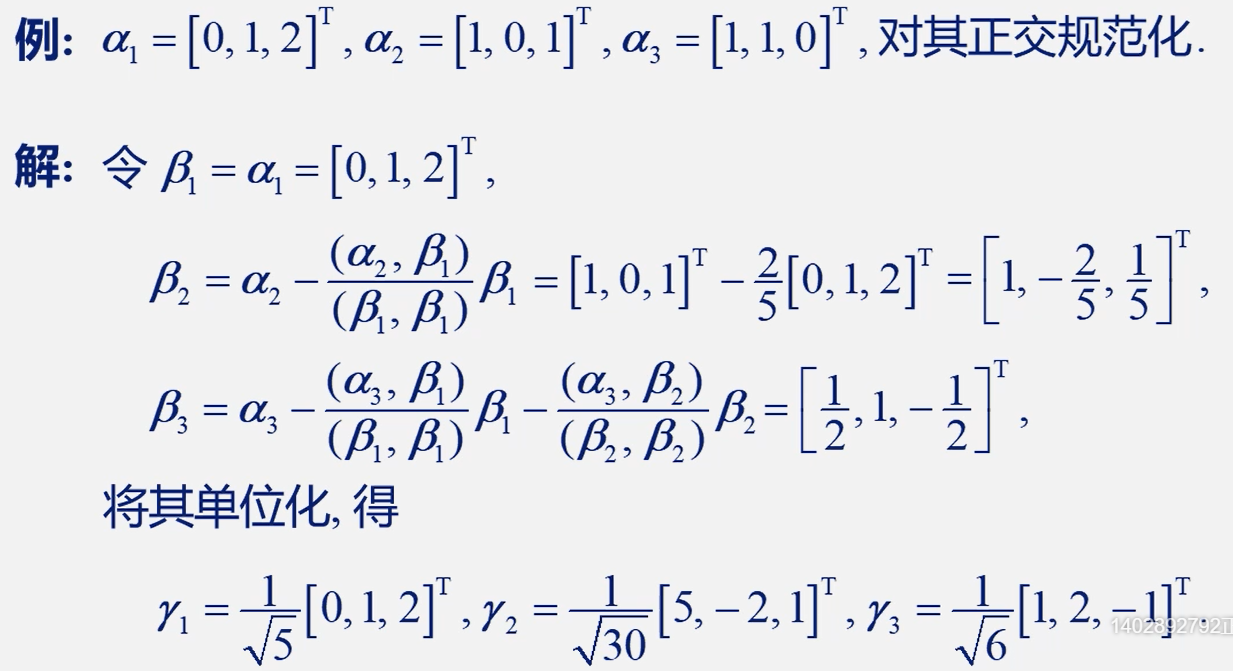 例: α₁ = [0, 1, 2]ᵀ, α₂ = [1, 0, 1]ᵀ, α₃ = [1, 1, 0]ᵀ, 对其正交规范化.
解: 令 β₁ = α₁ = [0, 1, 2]ᵀ,
β₂ = α₂ − (α₂, β₁)/(β₁, β₁) β₁ = [1, 0, 1]ᵀ − 2/5 [0, 1, 2]ᵀ = [1, −2/5, 1/5]ᵀ,
β₃ = α₃ − (α₃, β₁)/(β₁, β₁) β₁ − (α₃, β₂)/(β₂, β₂) β₂ = [1/2, 1, −1/2]ᵀ,
将其单位化, 得
γ₁ = 1/√5 [0, 1, 2]ᵀ, γ₂ = 1/√30 [5, −2, 1]ᵀ, γ₃ = 1/√6 [1, 2, −1]ᵀ.
1402892792